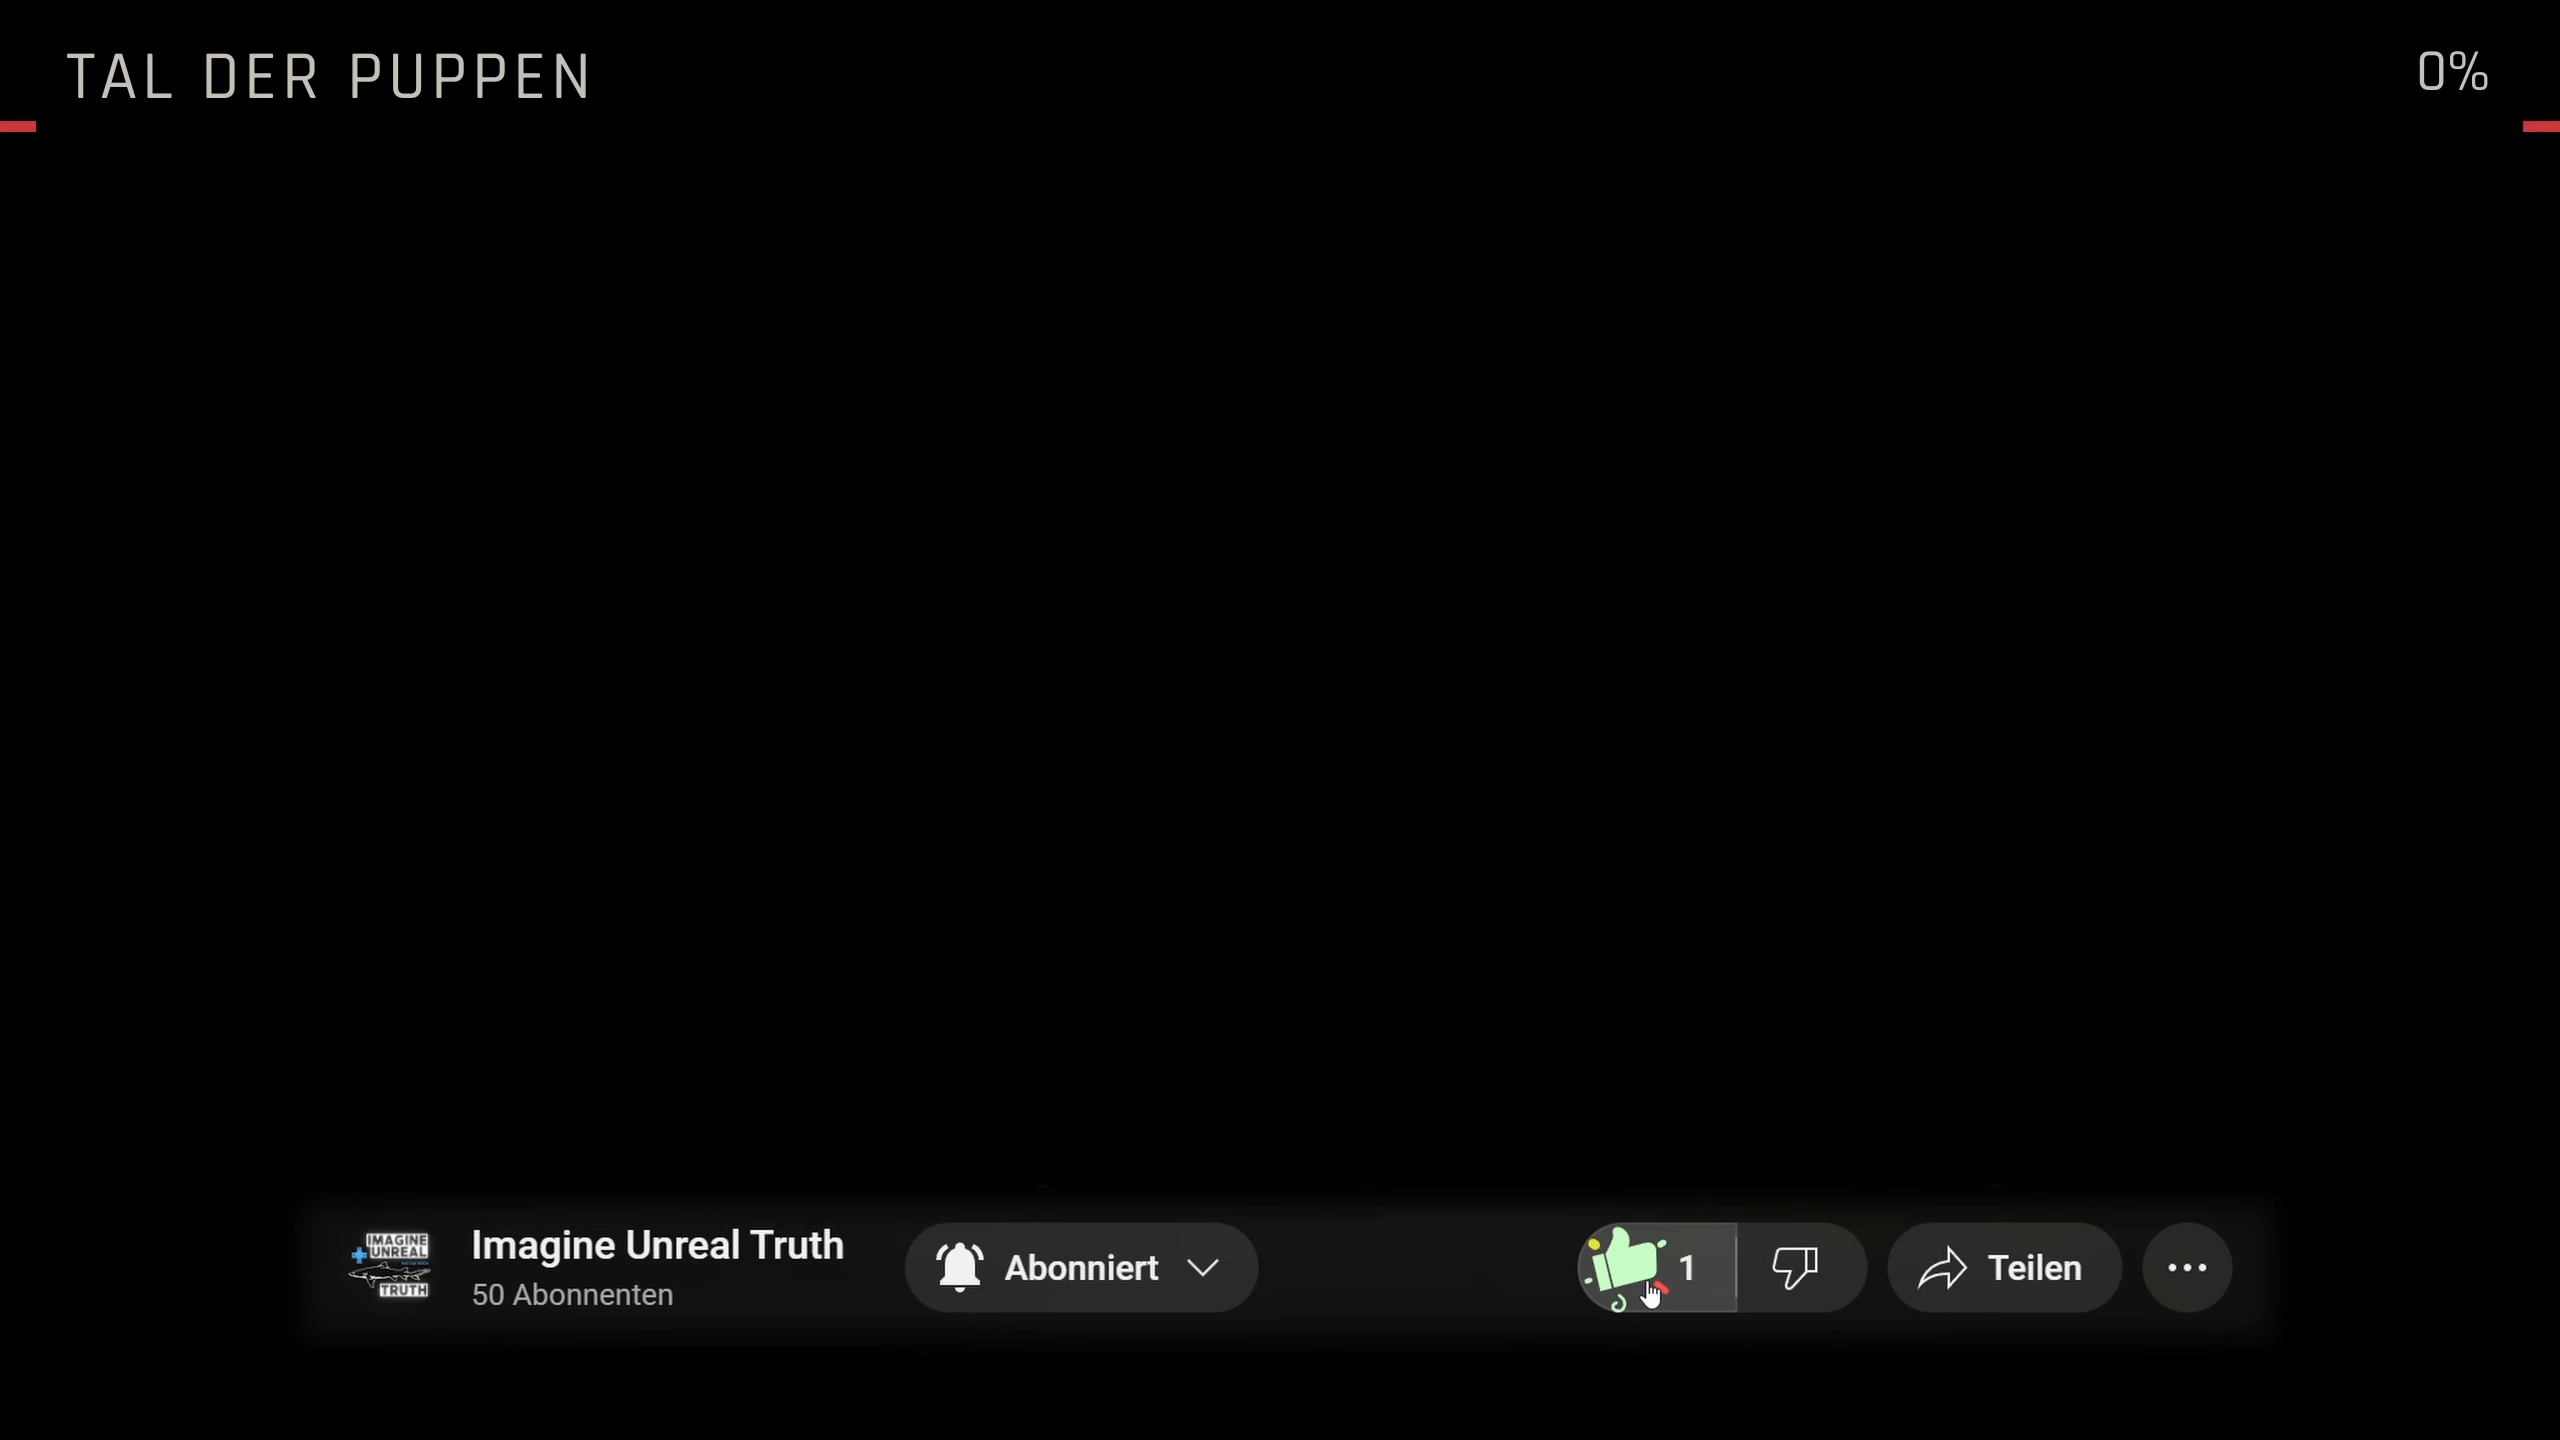 TAL DER PUPPEN
0%
IMAGINE
UNREAL
TRUTH
Imagine Unreal Truth
50 Abonnenten
Abonniert
1
Teilen